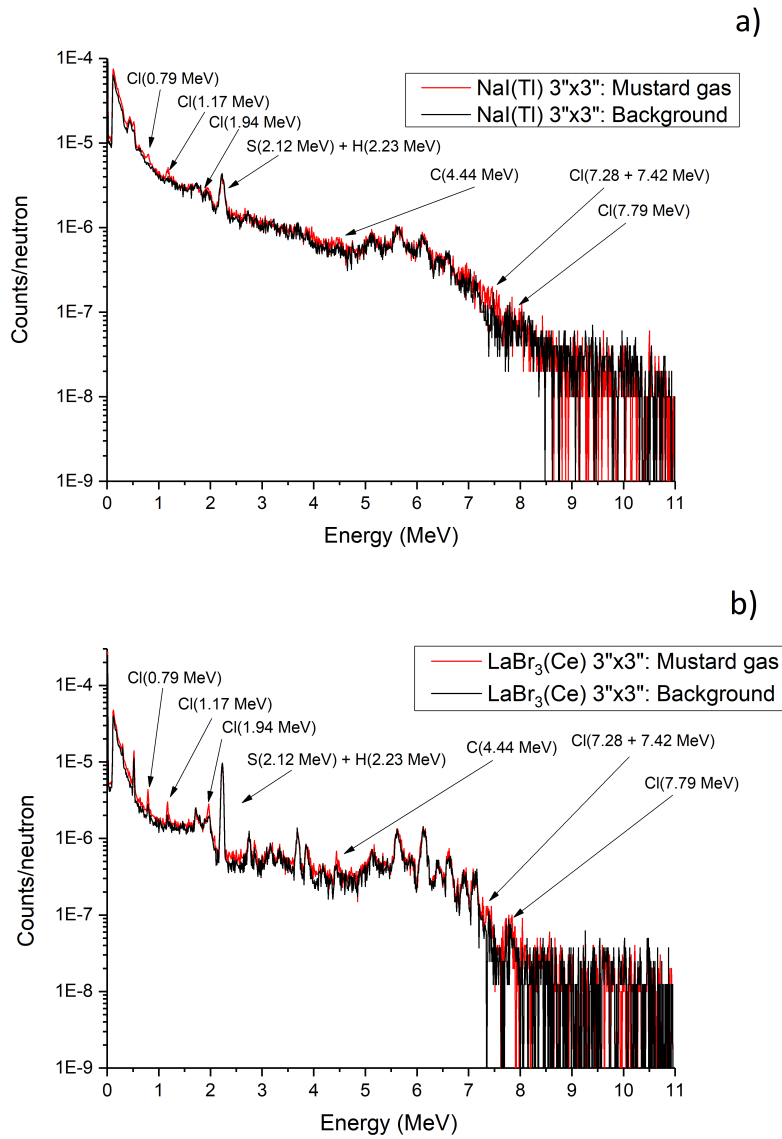 a)
1E-4
Cl(0.79 MeV)
NaI(Tl) 3"x3": Mustard gas
Cl(1.17 MeV)
NaI(Tl) 3"x3": Background
Cl(1.94 MeV)
1E-5
S(2.12 MeV) + H(2.23 MeV)
C(4.44 MeV)
Cl(7.28 + 7.42 MeV)
Cl(7.79 MeV)
1E-6
Counts/neutron
1E-7
1E-8
1E-9
0 1 2 3 4 5 6 7 8 9 10 11
Energy (MeV)
b)
LaBr3(Ce) 3"x3": Mustard gas
LaBr3(Ce) 3"x3": Background
1E-4
Cl(0.79 MeV)
Cl(1.17 MeV)
Cl(1.94 MeV)
S(2.12 MeV) + H(2.23 MeV)
C(4.44 MeV)
Cl(7.28 + 7.42 MeV)
Cl(7.79 MeV)
1E-5
1E-6
Counts/neutron
1E-7
1E-8
1E-9
0 1 2 3 4 5 6 7 8 9 10 11
Energy (MeV)